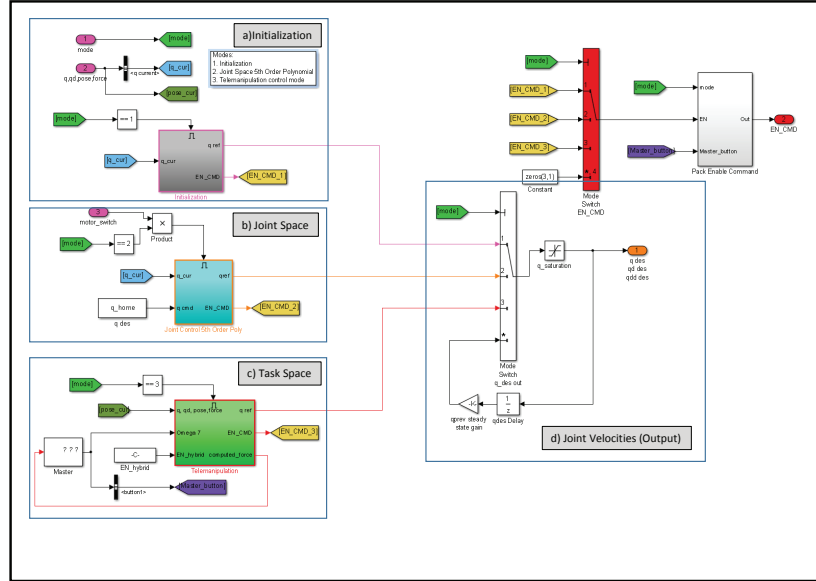 a)Initialization
1
mode
[mode]
Modes:
1. Initialization
2. Joint Space 5th Order Polynomial
3. Telemanipulation control mode
2
q,qd,pose,force
<q current>
[q_cur]
[pose_cur]
[mode]
== 1
[q_cur]
q_cur
q ref
EN_CMD
[EN_CMD_1]
Initialization
b) Joint Space
3
motor_switch
×
Product
[mode]
== 2
[q_cur]
q_cur
qref
q_home
q des
q cmd
EN_CMD
[EN_CMD_2]
Joint Control 5th Order Poly
c) Task Space
[mode]
== 3
[pose_cur]
q, qd, pose,force
q ref
Omega 7
EN_CMD
[EN_CMD_3]
? ? ?
Master
-C-
EN_hybrid
EN_hybrid
computed_force
Telemanipulation
<button1>
[Master_button]
[mode]
[EN_CMD_1]
1
[EN_CMD_2]
2
[EN_CMD_3]
3
zeros(3,1)
Constant
*, 4
Mode
Switch
EN_CMD
[mode]
mode
EN
Out
[Master_button]
Master_button
Pack Enable Command
2
EN_CMD
[mode]
1
2
3
*
Mode
Switch
q_des out
q_saturation
1
q des
qd des
qdd des
-K-
qprev steady
state gain
1
z
qdes Delay
d) Joint Velocities (Output)